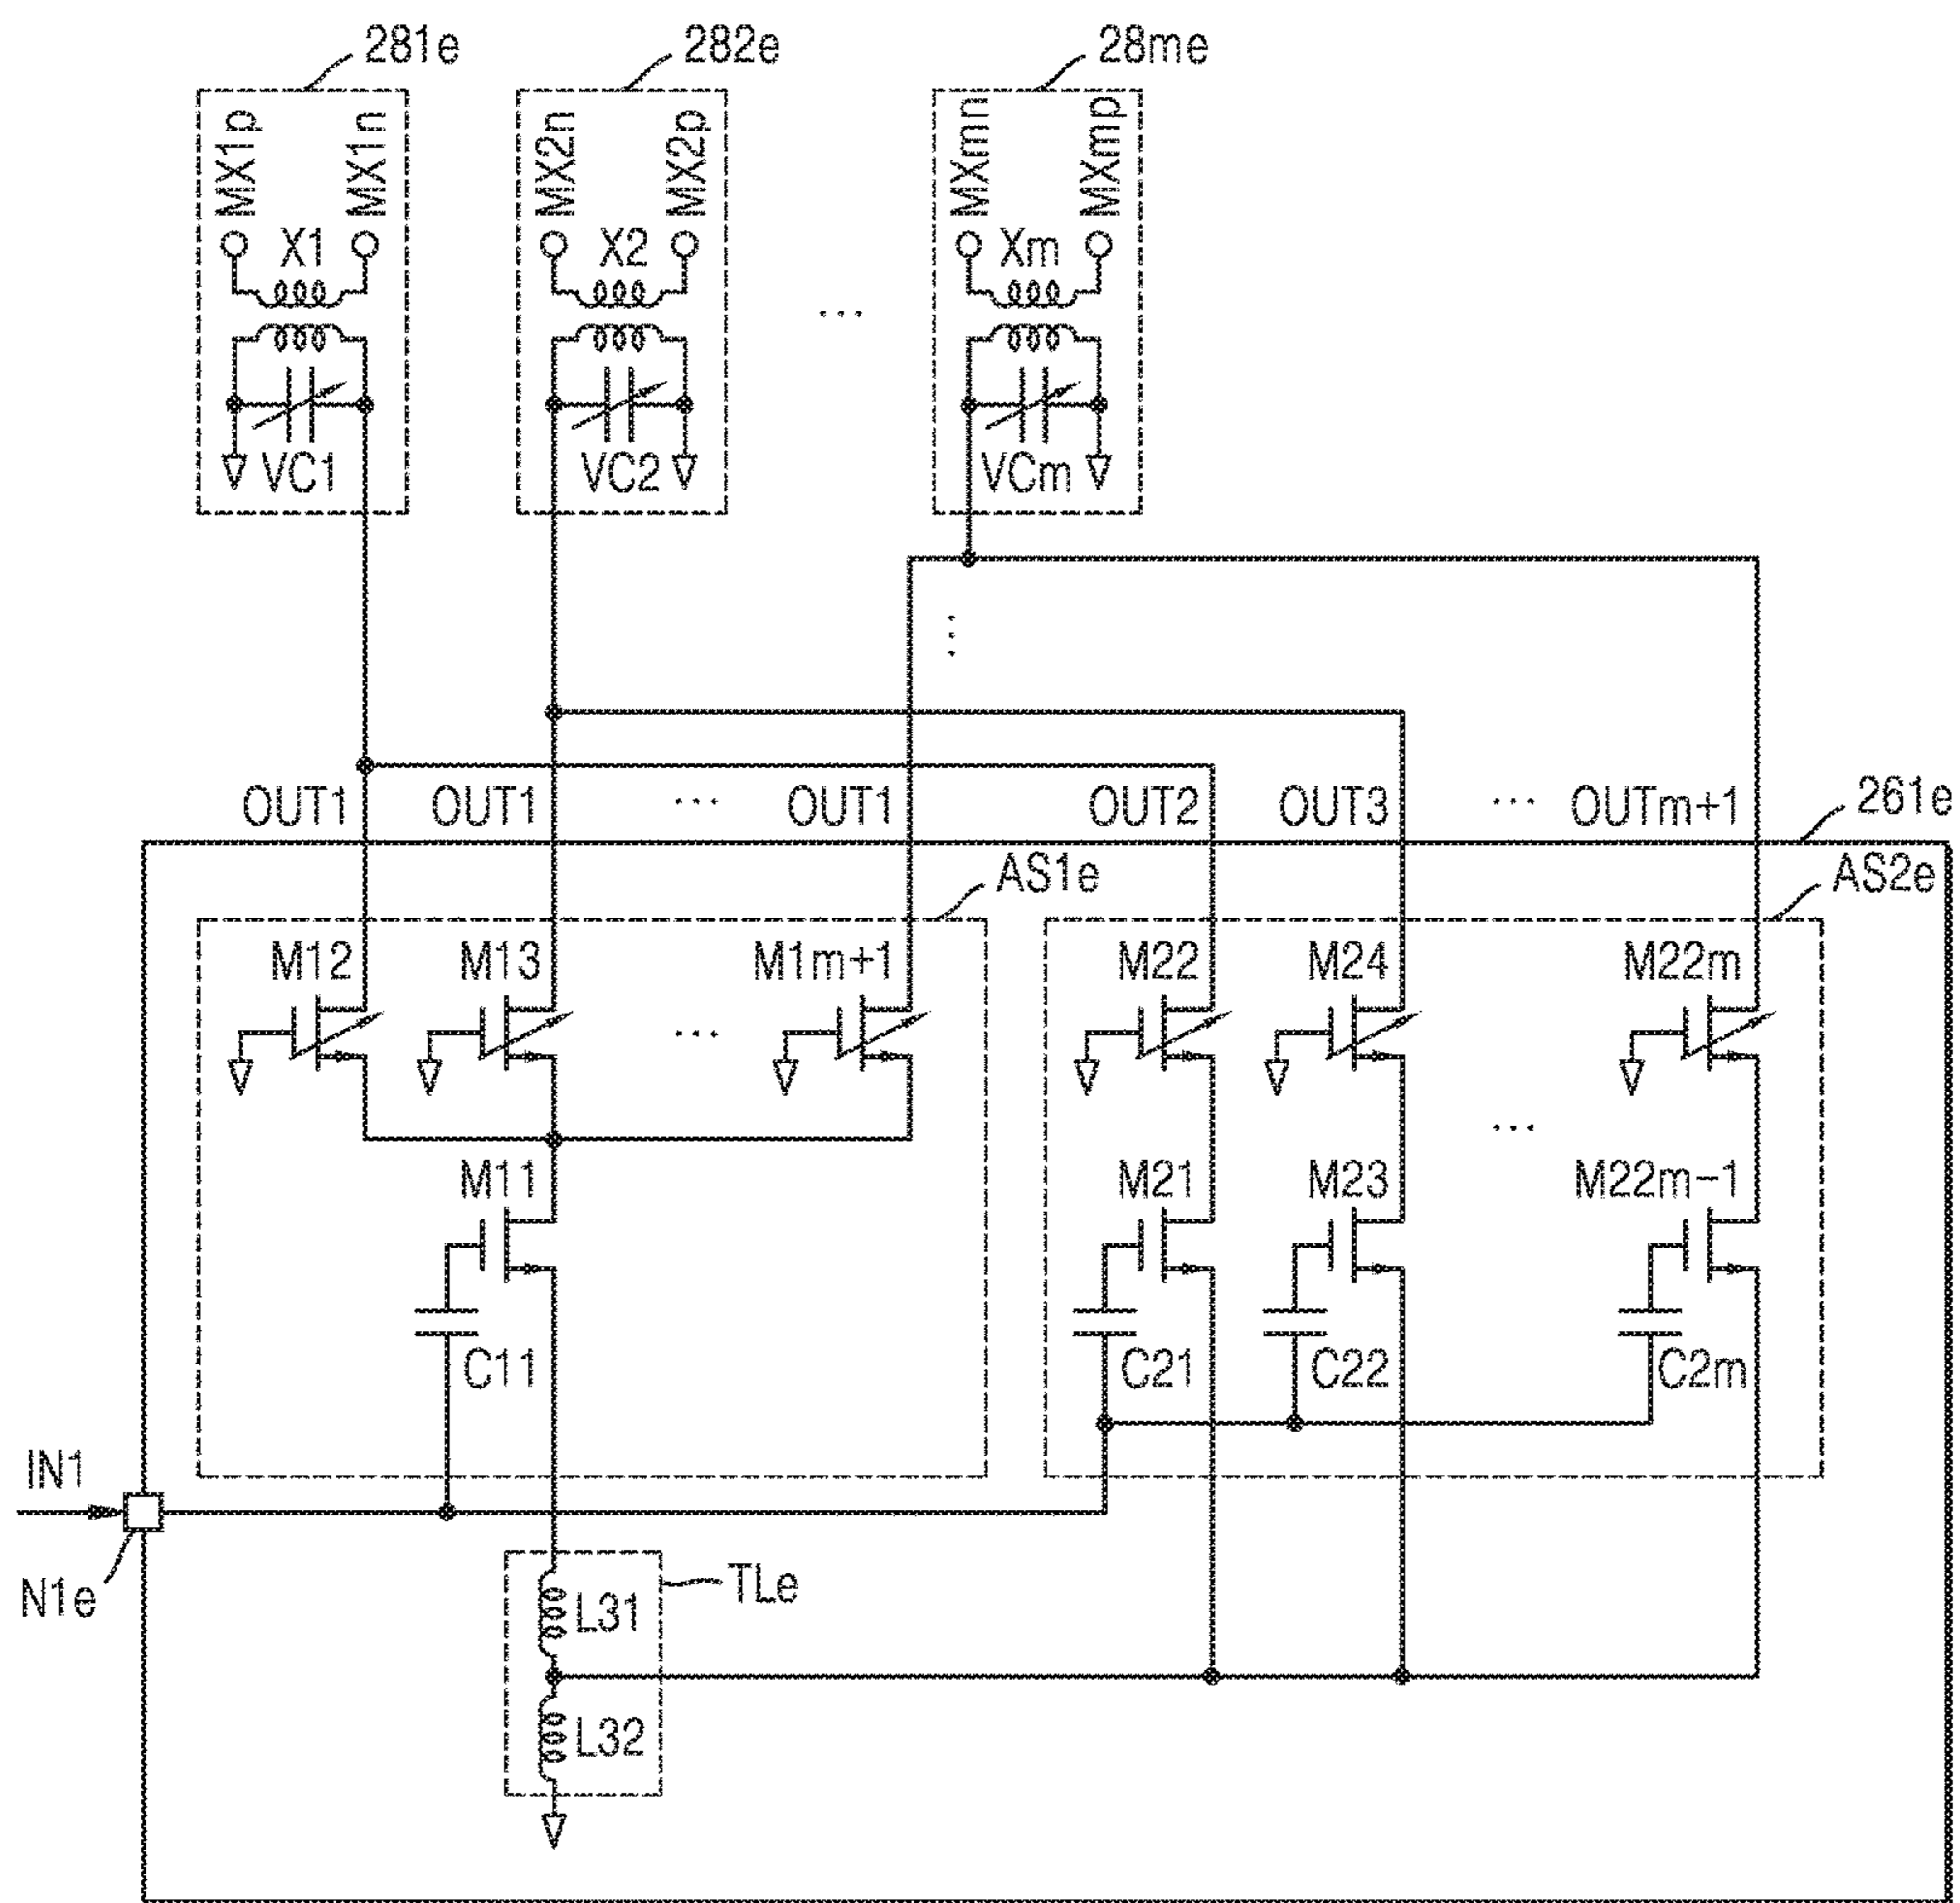 281e 282e 28me
MX1p MX1n MX2n MX2p MXmn MXmp
X1 X2 ... Xm
VC1 VC2 VCm
...
OUT1 OUT1 ... OUT1 OUT2 OUT3 ... OUTm+1 261e
AS1e AS2e
M12 M13 ... M1m+1 M22 M24 M22m
...
M11 M21 M23 M22m-1
C11 C21 C22 C2m
IN1
N1e
TLe
L31
L32